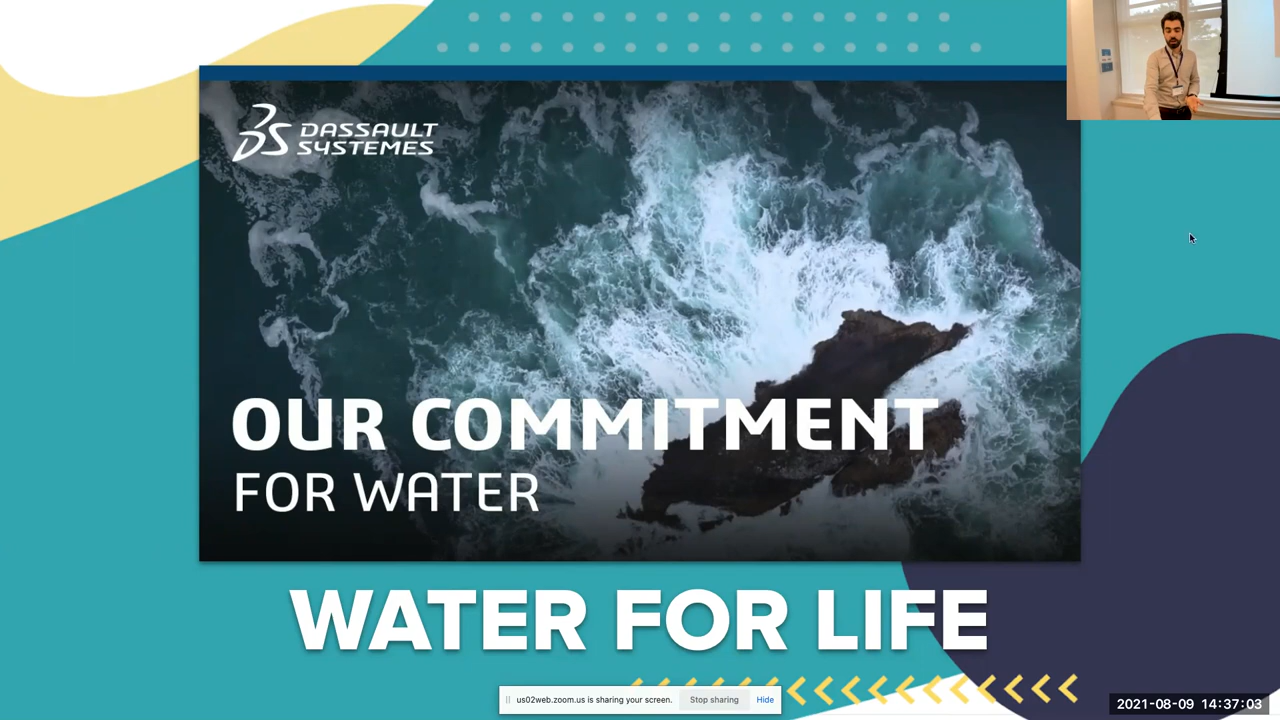 DASSAULT
SYSTEMES
OUR COMMITMENT
FOR WATER
WATER FOR LIFE
us02web.zoom.us is sharing your screen.
Stop sharing
Hide
2021-08-09 14:37:03